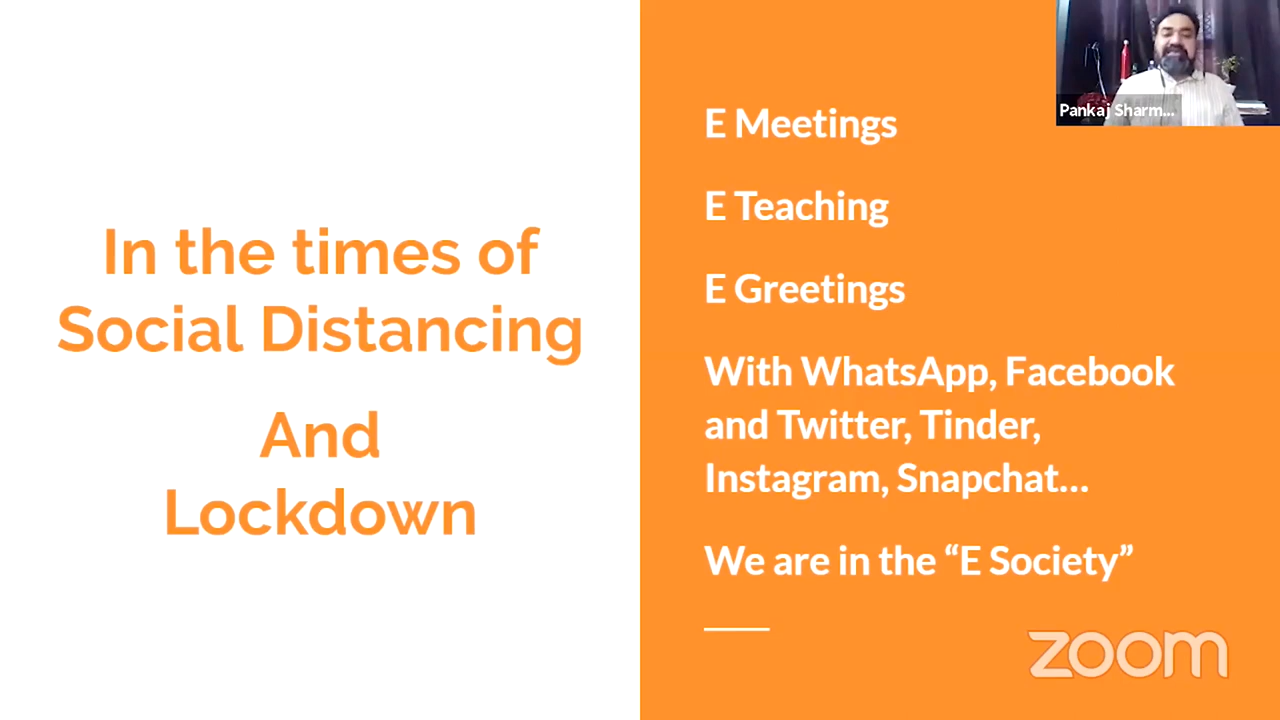 In the times of
Social Distancing
And
Lockdown
E Meetings
E Teaching
E Greetings
With WhatsApp, Facebook
and Twitter, Tinder,
Instagram, Snapchat...
We are in the “E Society”
Pankaj Sharm...
zoom